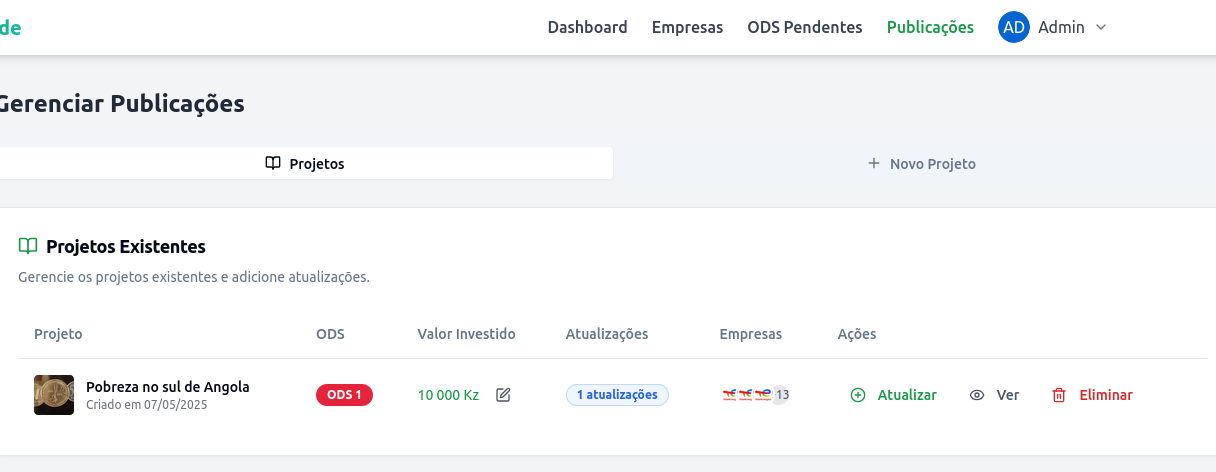 de
Dashboard Empresas ODS Pendentes Publicações AD Admin
Gerenciar Publicações
Projetos
Novo Projeto
Projetos Existentes
Gerencie os projetos existentes e adicione atualizações.
Projeto ODS Valor Investido Atualizações Empresas Ações
Pobreza no sul de Angola
Criado em 07/05/2025
ODS 1 10 000 Kz 1 atualizações 13 Atualizar Ver Eliminar